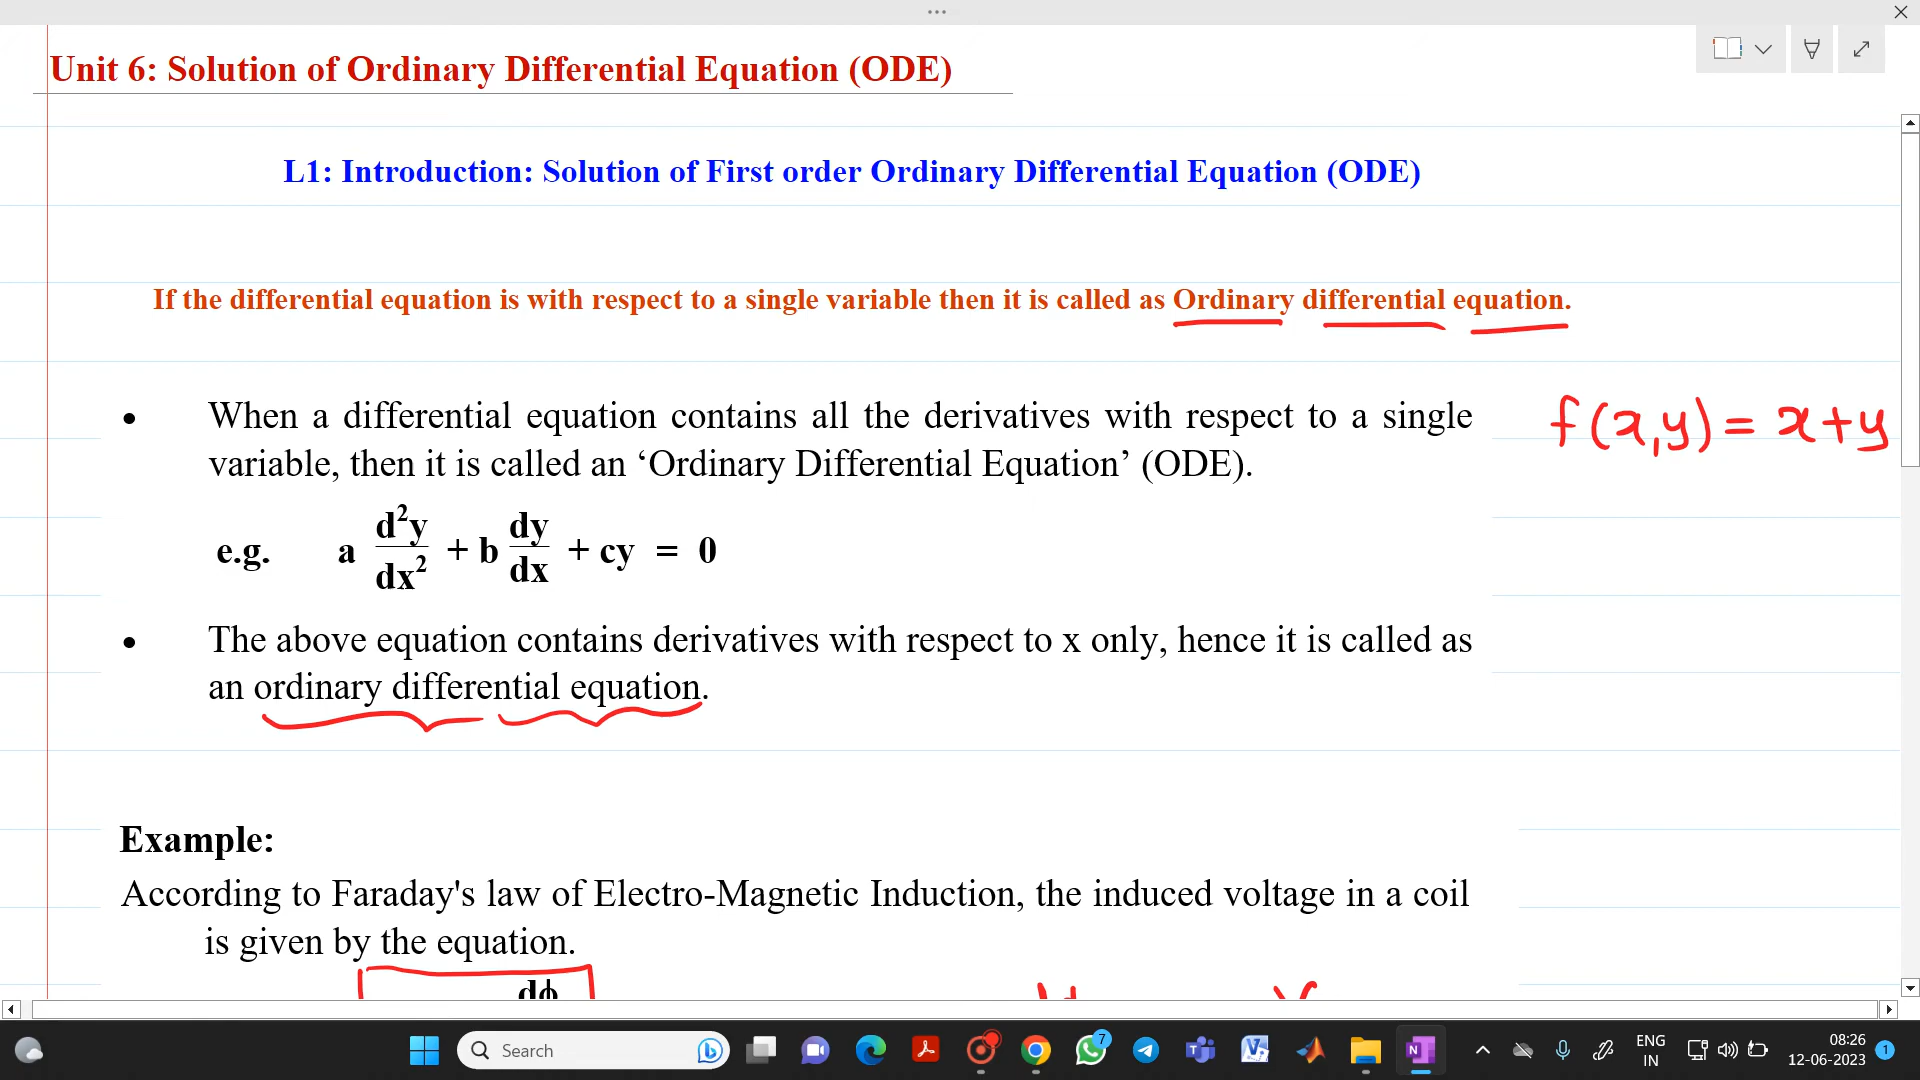 Unit 6: Solution of Ordinary Differential Equation (ODE)
L1: Introduction: Solution of First order Ordinary Differential Equation (ODE)
If the differential equation is with respect to a single variable then it is called as Ordinary differential equation.
• When a differential equation contains all the derivatives with respect to a single
variable, then it is called an ‘Ordinary Differential Equation’ (ODE).
f(x,y) = x+y
e.g. a d²y/dx² + b dy/dx + cy = 0
• The above equation contains derivatives with respect to x only, hence it is called as
an ordinary differential equation.
Example:
According to Faraday's law of Electro-Magnetic Induction, the induced voltage in a coil
is given by the equation.
dϕ
Search
7
ENG
IN
08:26
12-06-2023
1